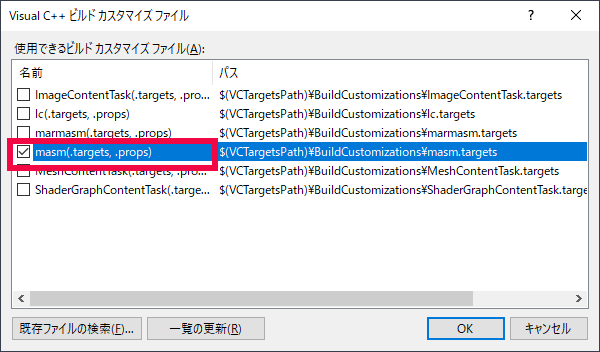 Visual C++ ビルド カスタマイズ ファイル
使用できるビルド カスタマイズ ファイル(A):
名前 パス
ImageContentTask(.targets, .pro... $(VCTargetsPath)¥BuildCustomizations¥ImageContentTask.targets
lc(.targets, .props) $(VCTargetsPath)¥BuildCustomizations¥lc.targets
marmasm(.targets, .props) $(VCTargetsPath)¥BuildCustomizations¥marmasm.targets
masm(.targets, .props) $(VCTargetsPath)¥BuildCustomizations¥masm.targets
MeshContentTask(.targets, .pro... $(VCTargetsPath)¥BuildCustomizations¥MeshContentTask.targets
ShaderGraphContentTask(.targe... $(VCTargetsPath)¥BuildCustomizations¥ShaderGraphContentTask.targe
既存ファイルの検索(F)... 一覧の更新(R) OK キャンセル